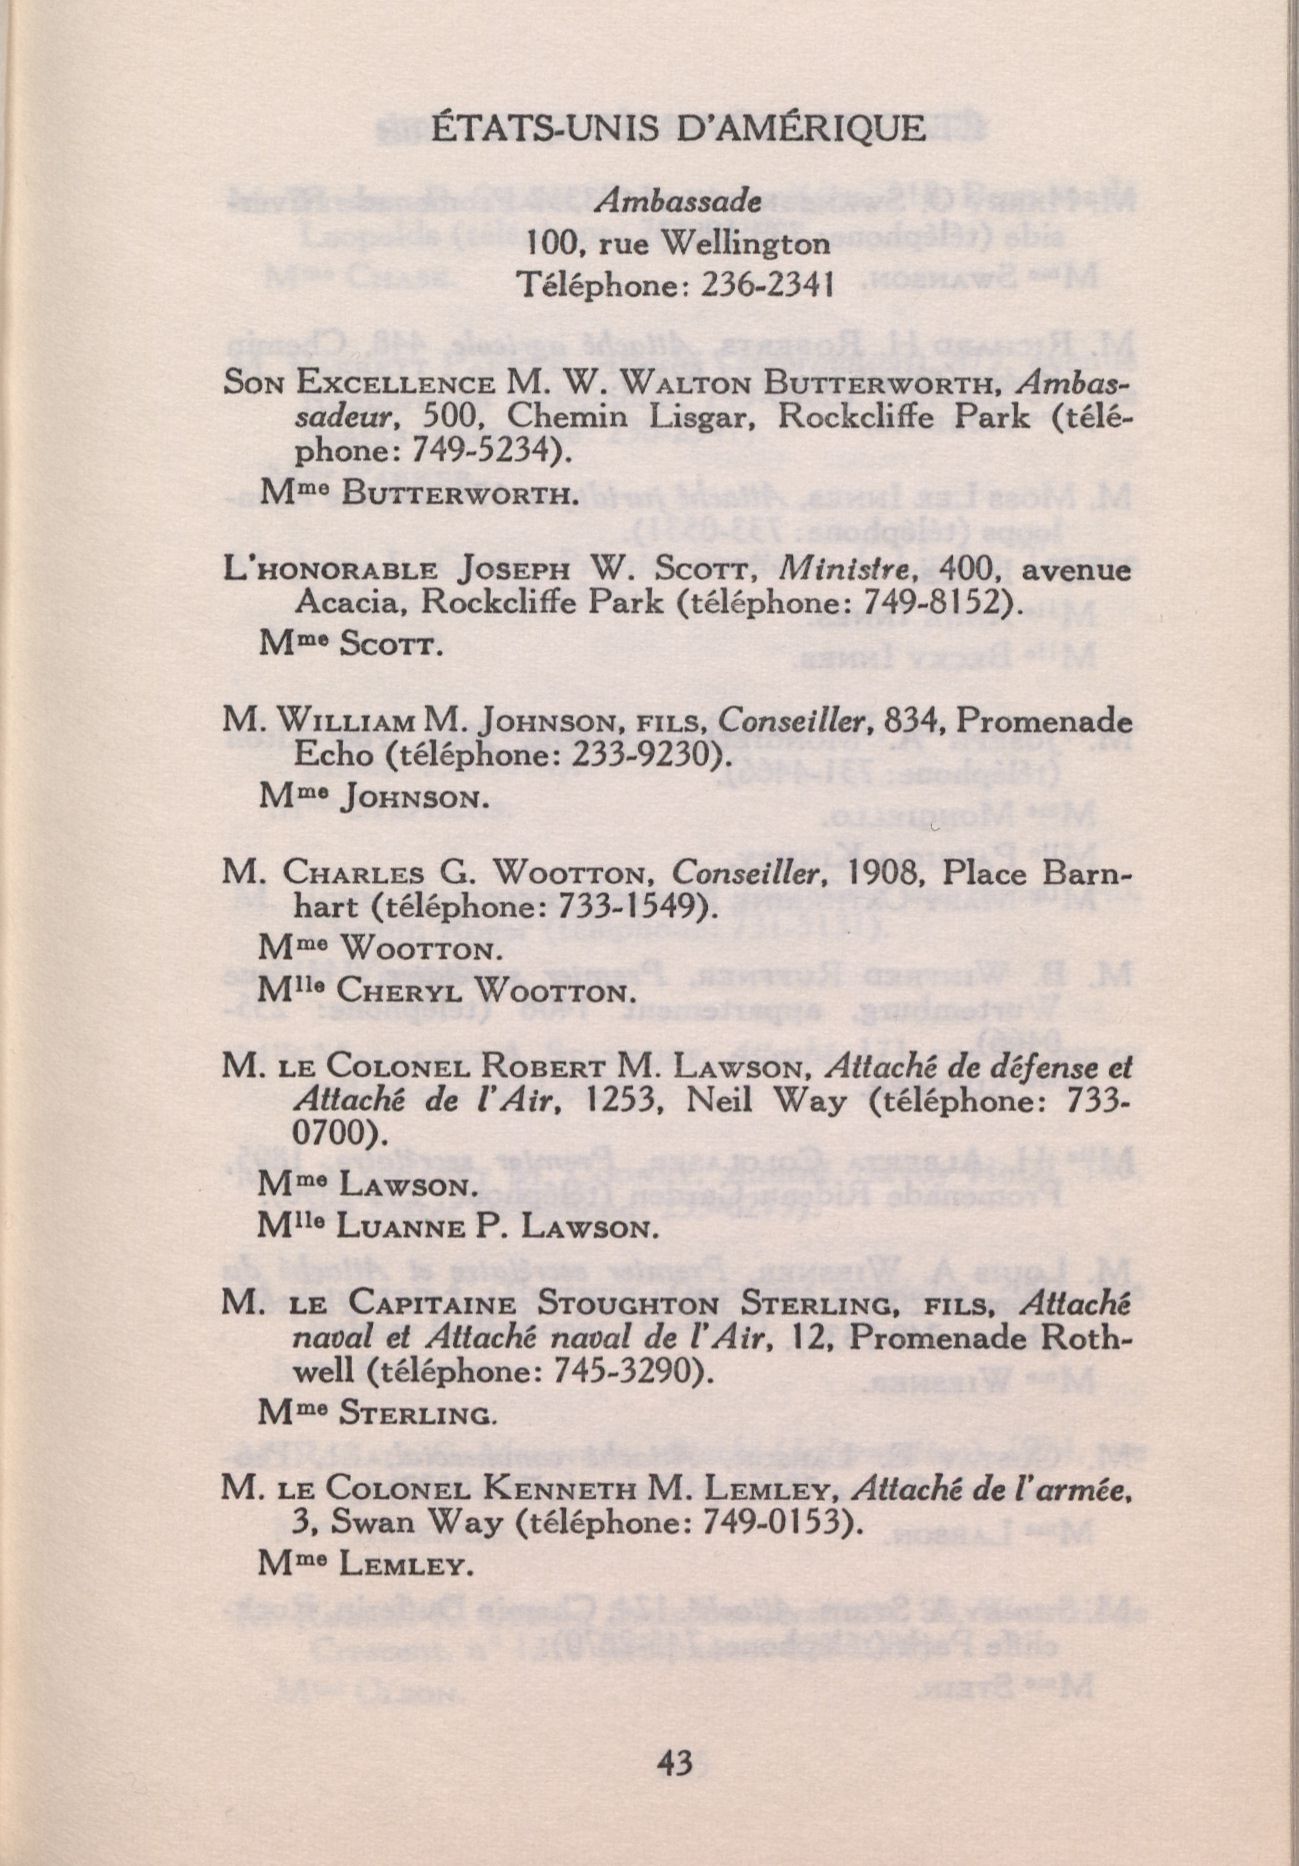 ÉTATS-UNIS D'AMÉRIQUE
Ambassade
100, rue Wellington
Téléphone: 236-2341
Son Excellence M. W. Walton Butterworth, Ambas-
sadeur, 500, Chemin Lisgar, Rockcliffe Park (télé-
phone: 749-5234).
Mme Butterworth.
L'honorable Joseph W. Scott, Ministre, 400, avenue
Acacia, Rockcliffe Park (téléphone: 749-8152).
Mme Scott.
M. William M. Johnson, fils, Conseiller, 834, Promenade
Echo (téléphone: 233-9230).
Mme Johnson.
M. Charles G. Wootton, Conseiller, 1908, Place Barn-
hart (téléphone: 733-1549).
Mme Wootton.
Mlle Cheryl Wootton.
M. le Colonel Robert M. Lawson, Attaché de défense et
Attaché de l'Air, 1253, Neil Way (téléphone: 733-
0700).
Mme Lawson.
Mlle Luanne P. Lawson.
M. le Capitaine Stoughton Sterling, fils, Attaché
naval et Attaché naval de l'Air, 12, Promenade Roth-
well (téléphone: 745-3290).
Mme Sterling.
M. le Colonel Kenneth M. Lemley, Attaché de l'armée,
3, Swan Way (téléphone: 749-0153).
Mme Lemley.
43